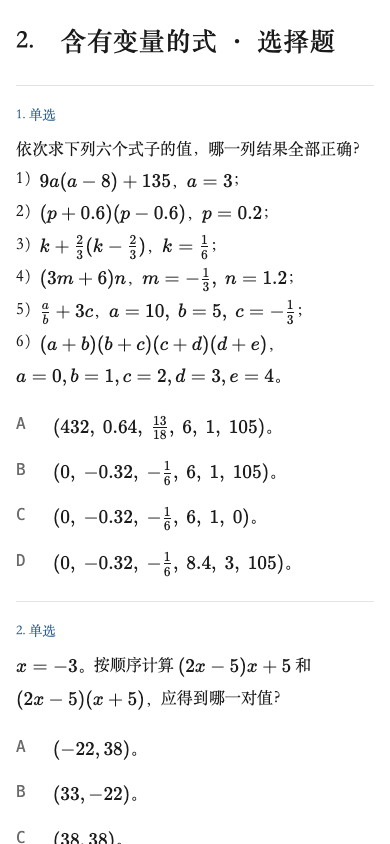 2. 含有变量的式 · 选择题
1. 单选
依次求下列六个式子的值，哪一列结果全部正确？
1) 9a(a − 8) + 135，a = 3；
2) (p + 0.6)(p − 0.6)，p = 0.2；
3) k + 2/3(k − 2/3)，k = 1/6；
4) (3m + 6)n，m = −1/3, n = 1.2；
5) a/b + 3c，a = 10, b = 5, c = −1/3；
6) (a + b)(b + c)(c + d)(d + e)，
a = 0, b = 1, c = 2, d = 3, e = 4。
A (432, 0.64, 13/18, 6, 1, 105)。
B (0, −0.32, −1/6, 6, 1, 105)。
C (0, −0.32, −1/6, 6, 1, 0)。
D (0, −0.32, −1/6, 8.4, 3, 105)。
2. 单选
x = −3。按顺序计算 (2x − 5)x + 5 和
(2x − 5)(x + 5)，应得到哪一对值？
A (−22, 38)。
B (33, −22)。
C (38, 38)。